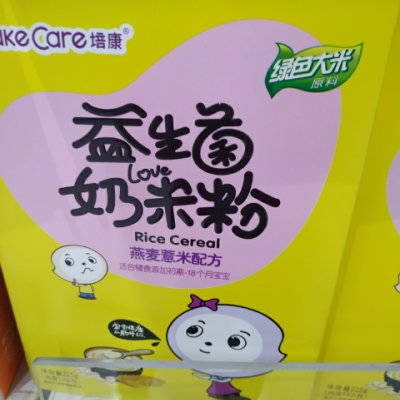 ake Care 培康®
绿色大米
原料
益生菌
Love
奶米粉
Rice Cereal
燕麦薏米配方
适合辅食添加初期-18个月宝宝